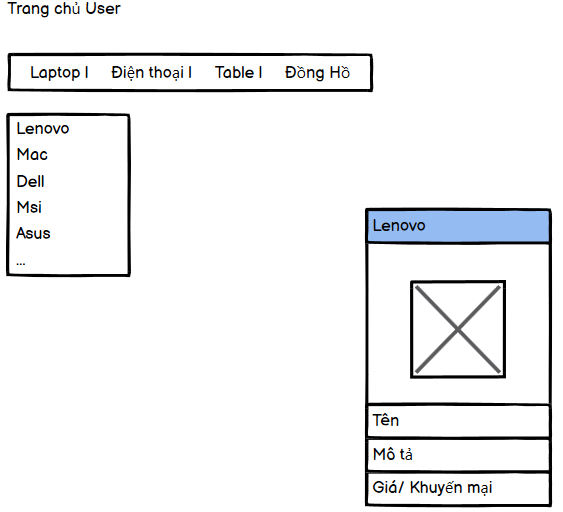 Trang chủ User
Laptop | Điện thoại | Table | Đồng Hồ
Lenovo
Mac
Dell
Msi
Asus
...
Lenovo
Tên
Mô tả
Giá/ Khuyến mại